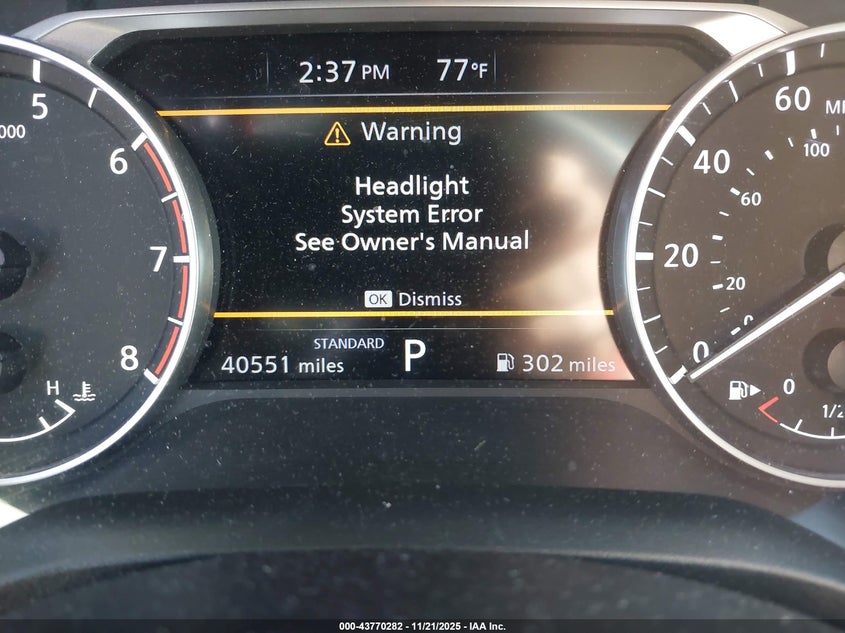 2:37 PM 77°F
Warning
Headlight
System Error
See Owner's Manual
OK Dismiss
STANDARD
40551 miles P 302 miles
5
000
6
7
8
H
60
MI
40
100
60
20
20
0
0
0
1/2
000-43770282 - 11/21/2025 - IAA Inc.